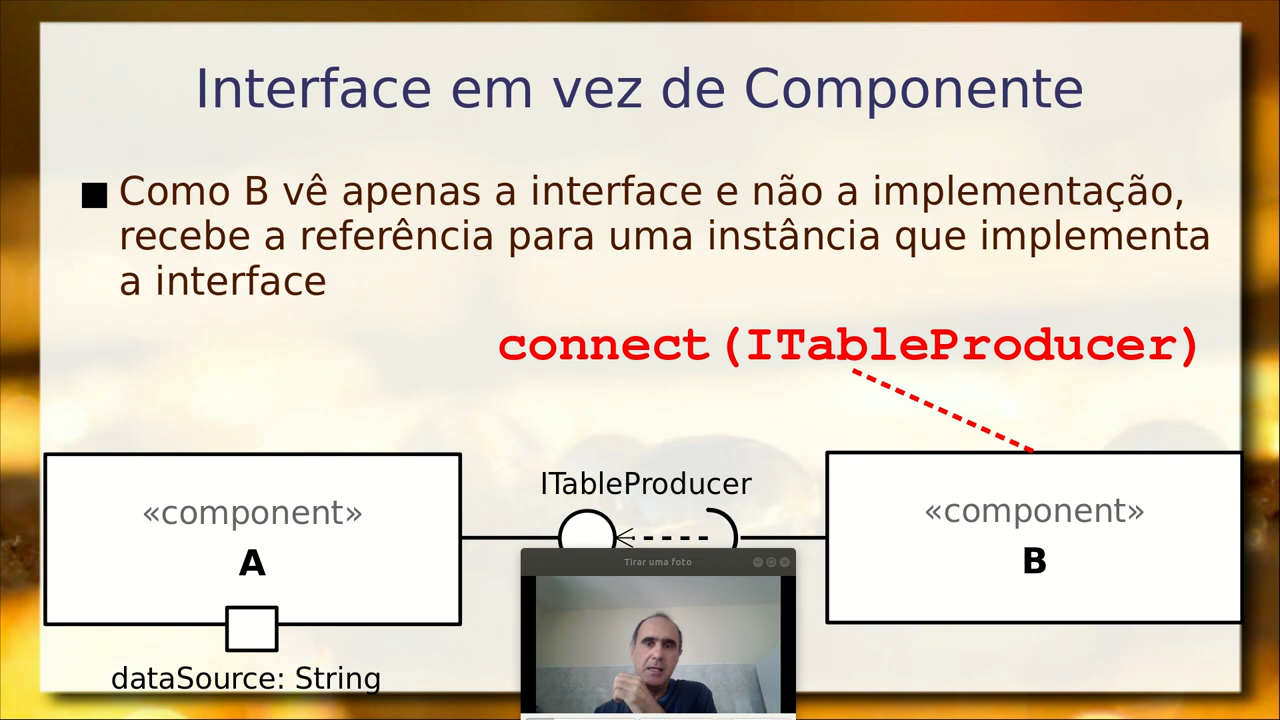 Interface em vez de Componente
■ Como B vê apenas a interface e não a implementação,
recebe a referência para uma instância que implementa
a interface
connect(ITableProducer)
ITableProducer
«component»
A
«component»
B
Tirar uma foto
dataSource: String